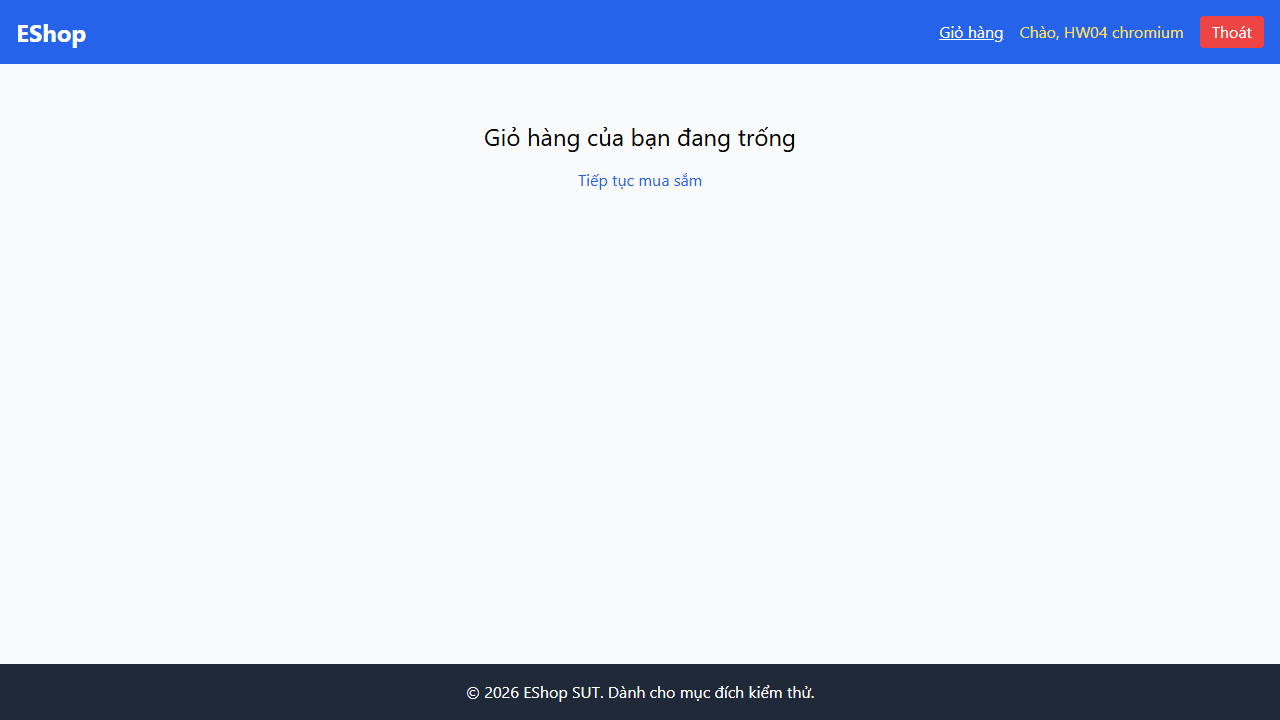 EShop
Giỏ hàng
Chào, HW04 chromium
Thoát
Giỏ hàng của bạn đang trống
Tiếp tục mua sắm
© 2026 EShop SUT. Dành cho mục đích kiểm thử.